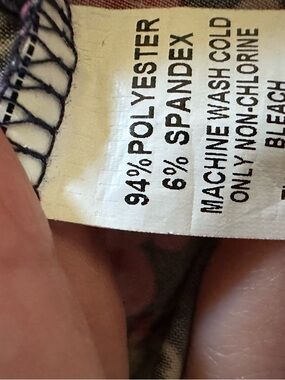 94% POLYESTER
6% SPANDEX
MACHINE WASH COLD
ONLY NON-CHLORINE
BLEACH